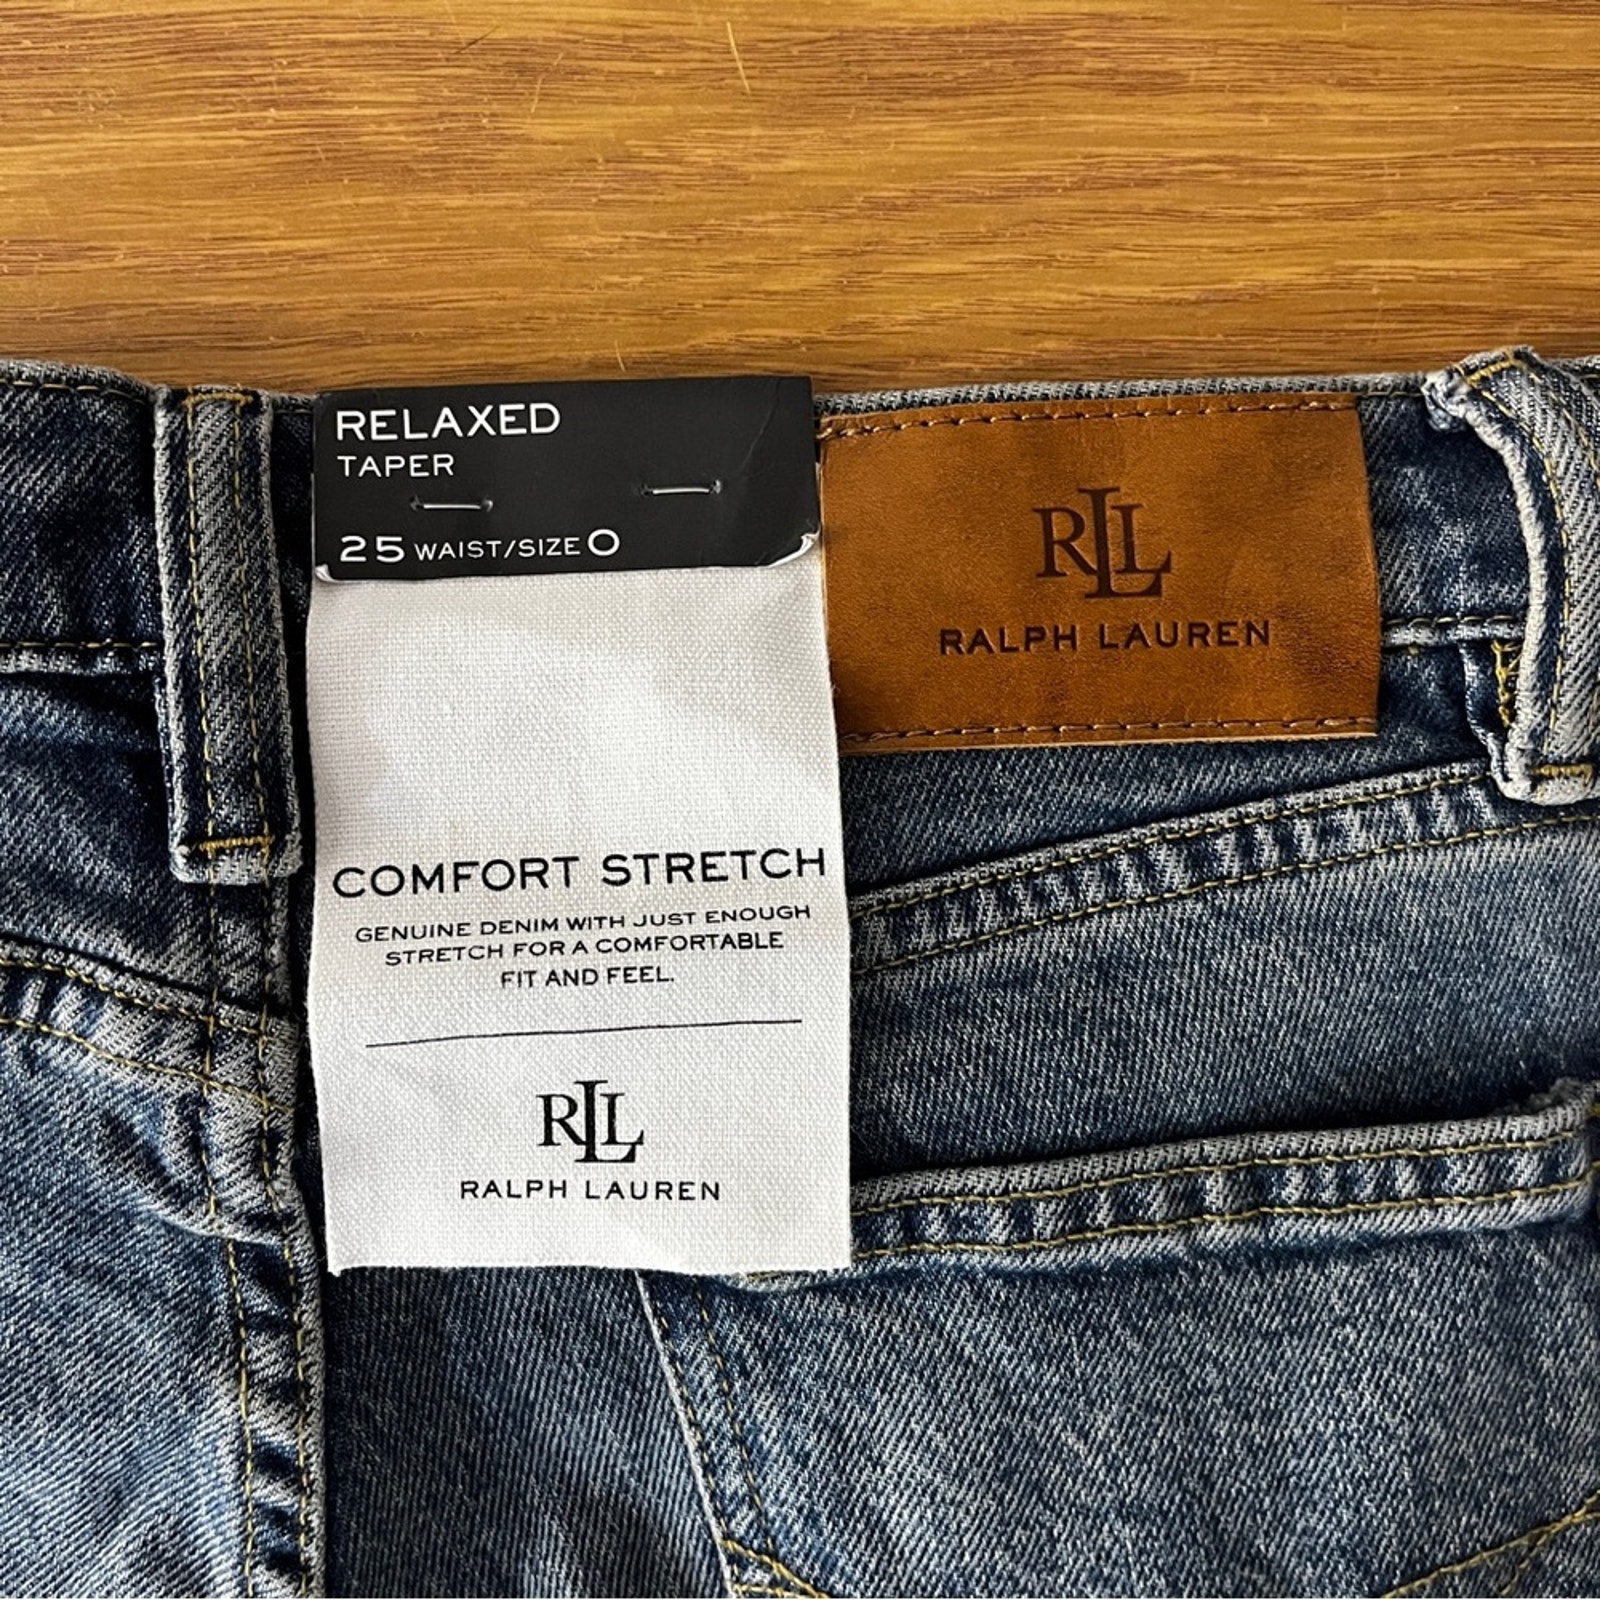 RELAXED
TAPER
25 WAIST/SIZE 0
COMFORT STRETCH
GENUINE DENIM WITH JUST ENOUGH
STRETCH FOR A COMFORTABLE
FIT AND FEEL.
RLL
RALPH LAUREN
RLL
RALPH LAUREN